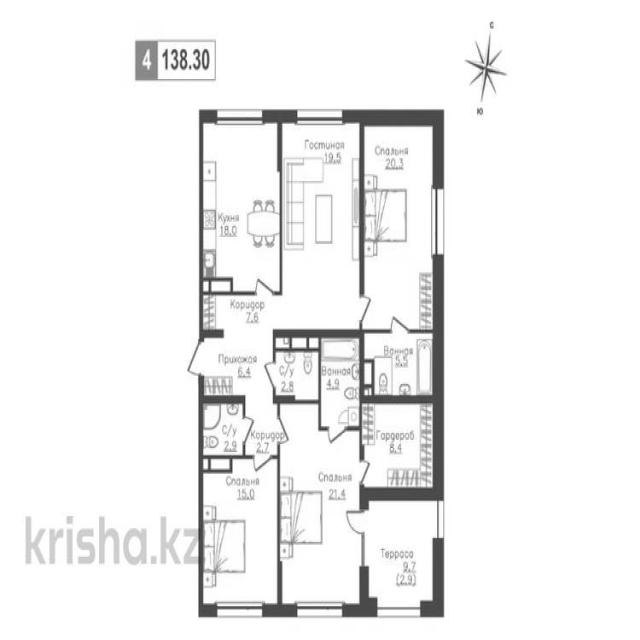 4 138.30
с
ю
Гостиная
19.5
Спальня
20.3
Кухня
18.0
Коридор
7.6
Прихожая
6.4
С/у
2.8
Ванная
4.9
Ванная
5.5
С/у
2.9
Коридор
2.7
Гардероб
8.4
Спальня
15.0
Спальня
21.4
Терраса
9.7
(2.9)
krisha.kz